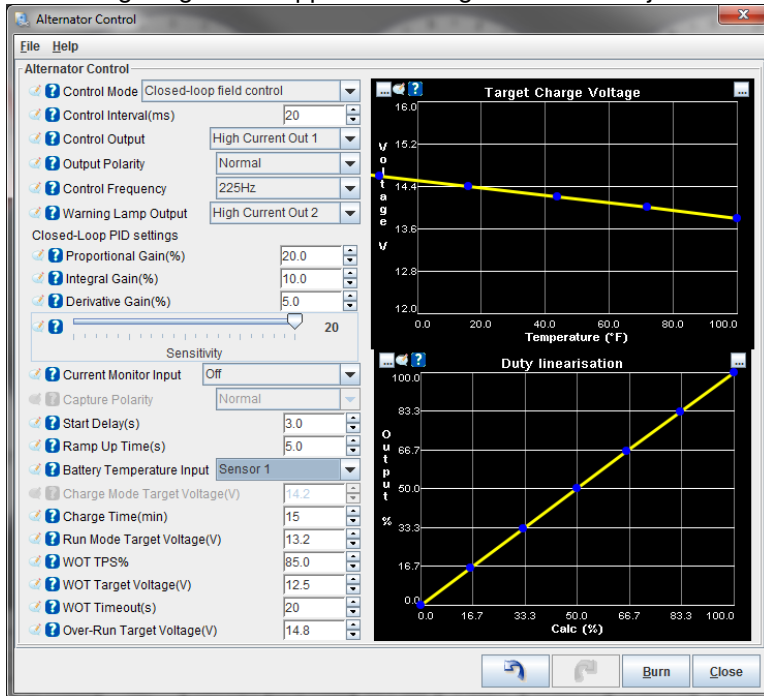 Alternator Control
File Help
Alternator Control
Control Mode Closed-loop field control
Control Interval(ms) 20
Control Output High Current Out 1
Output Polarity Normal
Control Frequency 225Hz
Warning Lamp Output High Current Out 2
Closed-Loop PID settings
Proportional Gain(%) 20.0
Integral Gain(%) 10.0
Derivative Gain(%) 5.0
20
Sensitivity
Current Monitor Input Off
Capture Polarity Normal
Start Delay(s) 3.0
Ramp Up Time(s) 5.0
Battery Temperature Input Sensor 1
Charge Mode Target Voltage(V) 14.2
Charge Time(min) 15
Run Mode Target Voltage(V) 13.2
WOT TPS% 85.0
WOT Target Voltage(V) 12.5
WOT Timeout(s) 20
Over-Run Target Voltage(V) 14.8
Target Charge Voltage
Voltage V
16.0
15.2
14.4
13.6
12.8
12.0
0.0 20.0 40.0 60.0 80.0 100.0
Temperature (°F)
Duty linearisation
Output %
100.0
83.3
66.7
50.0
33.3
16.7
0.0
0.0 16.7 33.3 50.0 66.7 83.3 100.0
Calc (%)
Burn Close